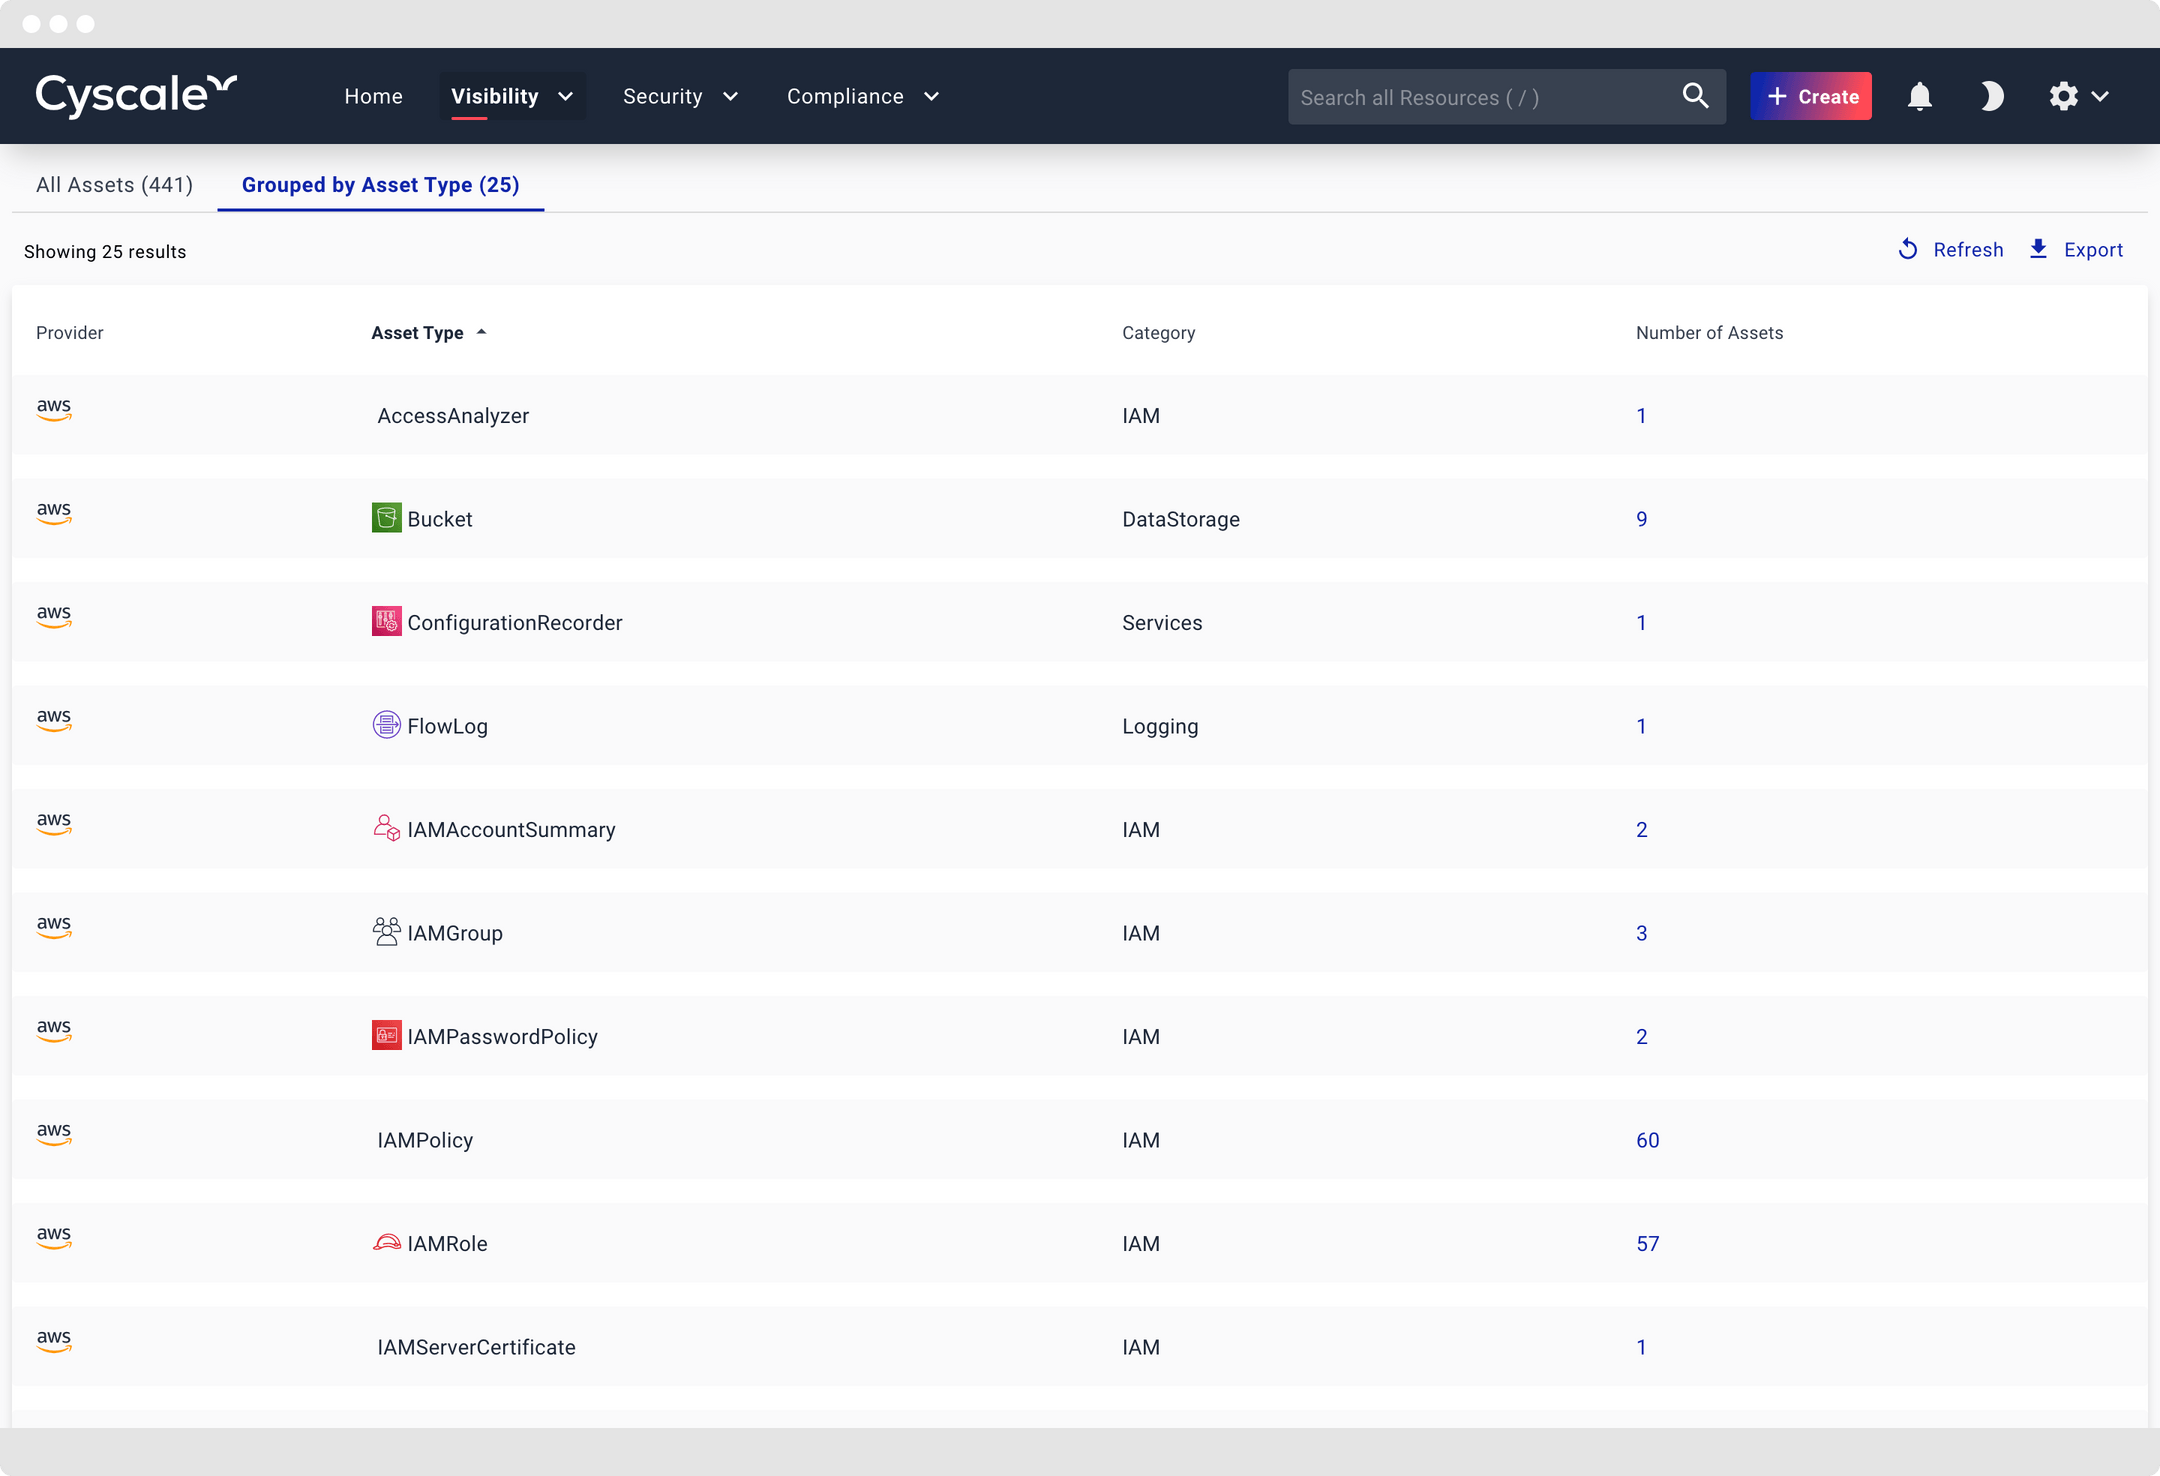 Cyscale
Home Visibility Security Compliance Search all Resources ( / ) + Create
All Assets (441) Grouped by Asset Type (25)
Showing 25 results Refresh Export
Provider Asset Type Category Number of Assets
aws AccessAnalyzer IAM 1
aws Bucket DataStorage 9
aws ConfigurationRecorder Services 1
aws FlowLog Logging 1
aws IAMAccountSummary IAM 2
aws IAMGroup IAM 3
aws IAMPasswordPolicy IAM 2
aws IAMPolicy IAM 60
aws IAMRole IAM 57
aws IAMServerCertificate IAM 1